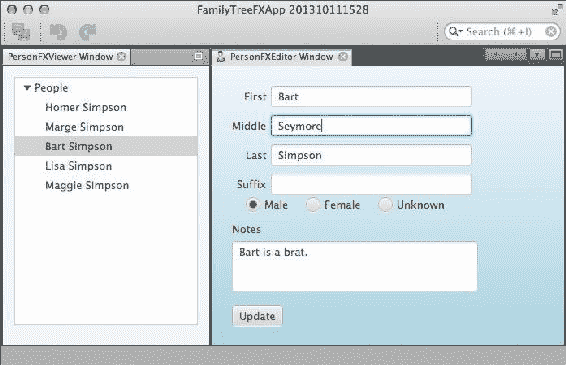 FamilyTreeFXApp 201310111528
Search (⌘+I)
PersonFXViewer Window
PersonFXEditor Window
People
Homer Simpson
Marge Simpson
Bart Simpson
Lisa Simpson
Maggie Simpson
First Bart
Middle Seymore
Last Simpson
Suffix
Male Female Unknown
Notes
Bart is a brat.
Update